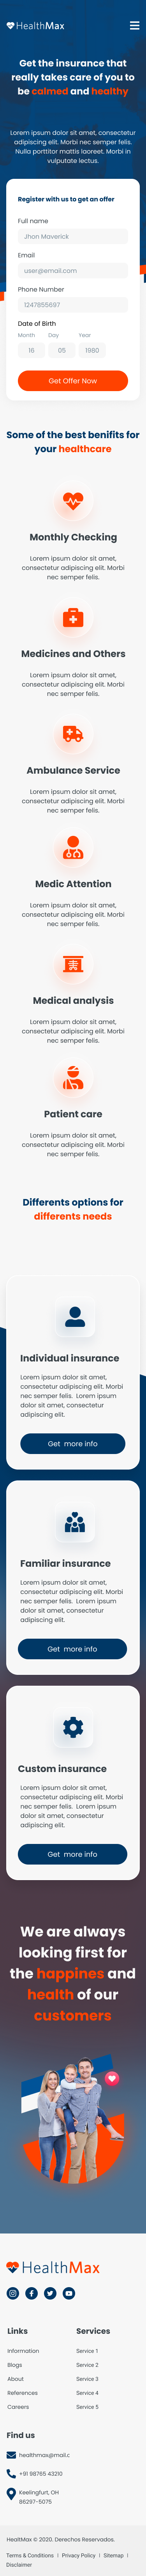 HealthMax
Get the insurance that
really takes care of you to
be calmed and healthy
Lorem ipsum dolor sit amet, consectetur
adipiscing elit. Morbi nec semper felis.
Nulla porttitor mattis laoreet. Morbi in
vulputate lectus.
Register with us to get an offer
Full name
Jhon Maverick
Email
user@email.com
Phone Number
1247855697
Date of Birth
Month Day Year
16 05 1980
Get Offer Now
Some of the best benifits for
your healthcare
Monthly Checking
Lorem ipsum dolor sit amet,
consectetur adipiscing elit. Morbi
nec semper felis.
Medicines and Others
Lorem ipsum dolor sit amet,
consectetur adipiscing elit. Morbi
nec semper felis.
Ambulance Service
Lorem ipsum dolor sit amet,
consectetur adipiscing elit. Morbi
nec semper felis.
Medic Attention
Lorem ipsum dolor sit amet,
consectetur adipiscing elit. Morbi
nec semper felis.
Medical analysis
Lorem ipsum dolor sit amet,
consectetur adipiscing elit. Morbi
nec semper felis.
Patient care
Lorem ipsum dolor sit amet,
consectetur adipiscing elit. Morbi
nec semper felis.
Differents options for
differents needs
Individual insurance
Lorem ipsum dolor sit amet,
consectetur adipiscing elit. Morbi
nec semper felis. Lorem ipsum
dolor sit amet, consectetur
adipiscing elit.
Get more info
Familiar insurance
Lorem ipsum dolor sit amet,
consectetur adipiscing elit. Morbi
nec semper felis. Lorem ipsum
dolor sit amet, consectetur
adipiscing elit.
Get more info
Custom insurance
Lorem ipsum dolor sit amet,
consectetur adipiscing elit. Morbi
nec semper felis. Lorem ipsum
dolor sit amet, consectetur
adipiscing elit.
Get more info
We are always
looking first for
the happines and
health of our
customers
HealthMax
Links
Information
Blogs
About
References
Careers
Services
Service 1
Service 2
Service 3
Service 4
Service 5
Find us
healthmax@mail.c
+91 98765 43210
Keelingfurt, OH
86297-5075
HealtMax © 2020. Derechos Reservados.
Terms & Conditions | Privacy Policy | Sitemap |
Disclaimer